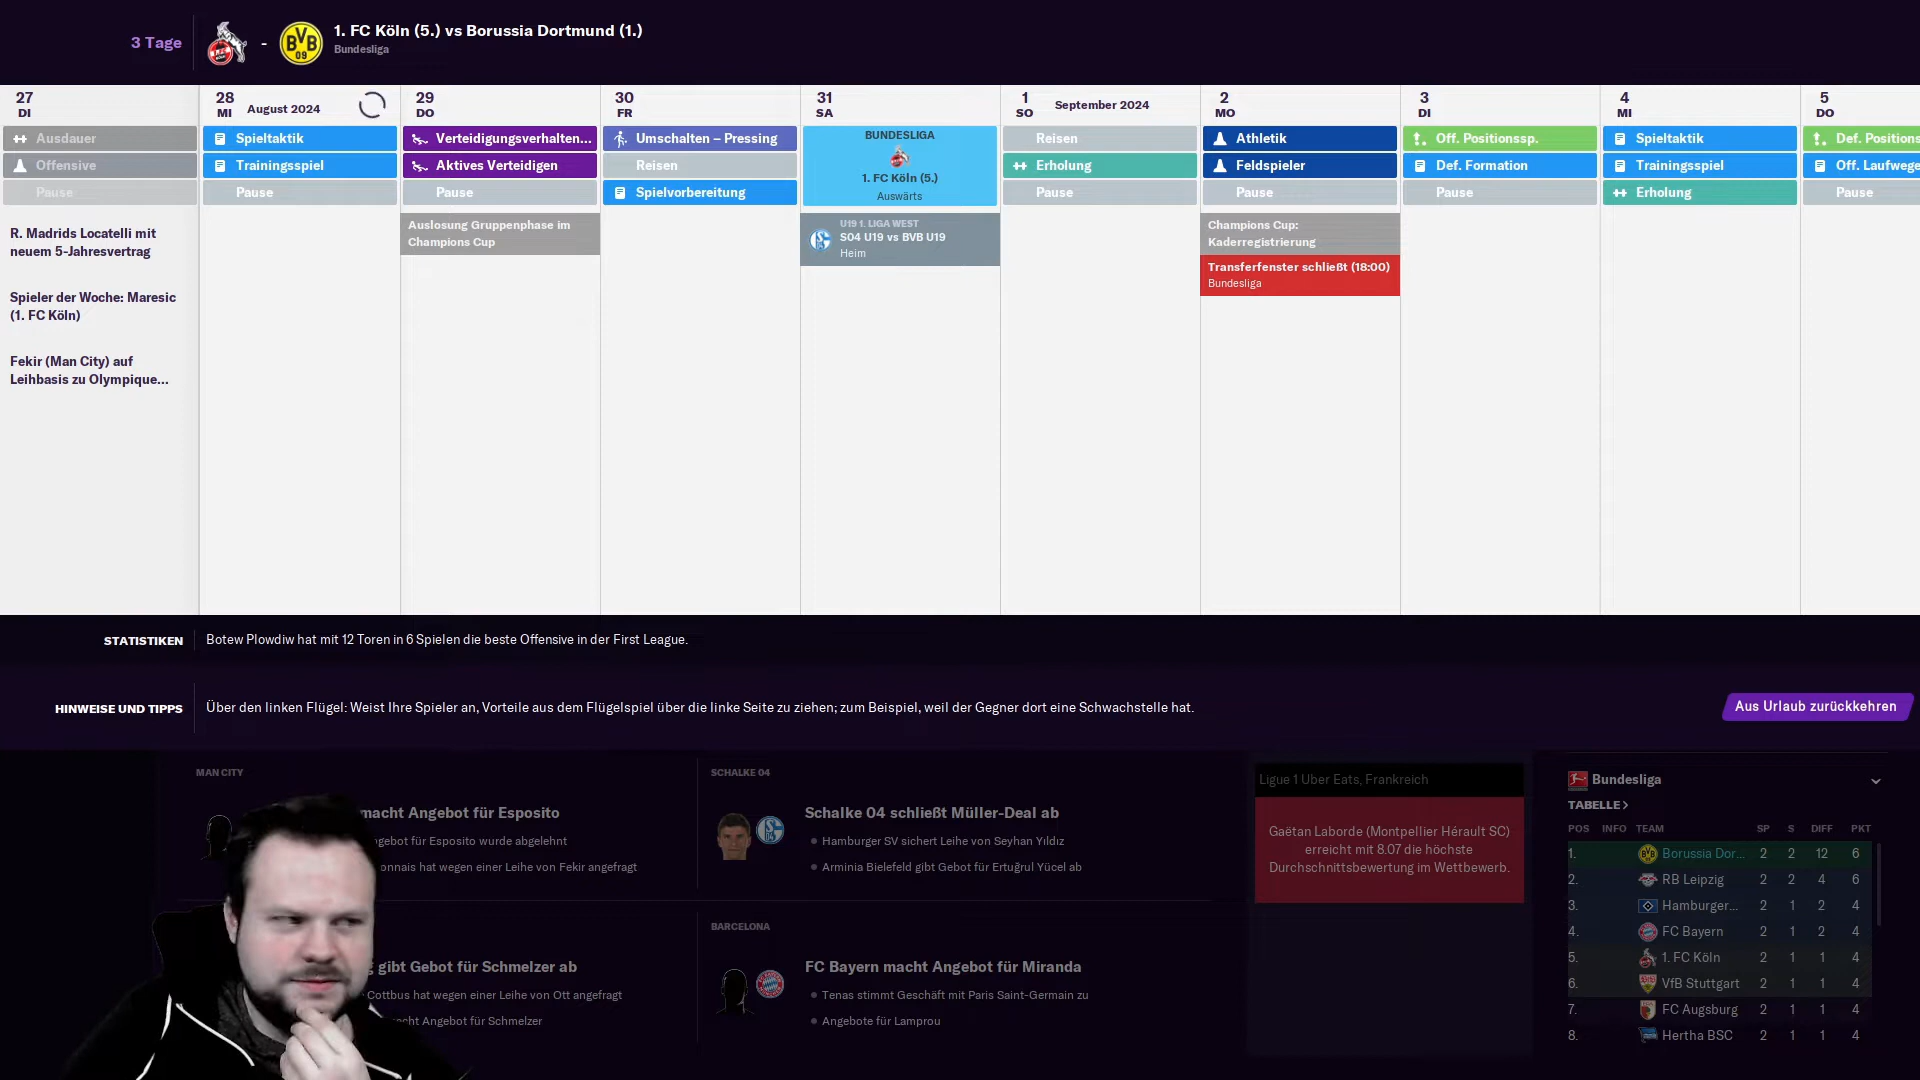 3 Tage
-
1. FC Köln (5.) vs Borussia Dortmund (1.)
Bundesliga
BVB
09
27
DI
Ausdauer
Offensive
Pause
R. Madrids Locatelli mit
neuem 5-Jahresvertrag
Spieler der Woche: Maresic
(1. FC Köln)
Fekir (Man City) auf
Leihbasis zu Olympique...
28
MI
August 2024
Spieltaktik
Trainingsspiel
Pause
29
DO
Verteidigungsverhalten...
Aktives Verteidigen
Pause
Auslosung Gruppenphase im
Champions Cup
30
FR
Umschalten – Pressing
Reisen
Spielvorbereitung
31
SA
BUNDESLIGA
1. FC Köln (5.)
Auswärts
U19 1. LIGA WEST
S04 U19 vs BVB U19
Heim
1
SO
September 2024
Reisen
Erholung
Pause
2
MO
Athletik
Feldspieler
Pause
Champions Cup:
Kaderregistrierung
Transferfenster schließt (18:00)
Bundesliga
3
DI
Off. Positionssp.
Def. Formation
Pause
4
MI
Spieltaktik
Trainingsspiel
Erholung
5
DO
Def. Positions
Off. Laufwege
Pause
STATISTIKEN
Botew Plowdiw hat mit 12 Toren in 6 Spielen die beste Offensive in der First League.
HINWEISE UND TIPPS
Über den linken Flügel: Weist Ihre Spieler an, Vorteile aus dem Flügelspiel über die linke Seite zu ziehen; zum Beispiel, weil der Gegner dort eine Schwachstelle hat.
Aus Urlaub zurückkehren
MAN CITY
macht Angebot für Esposito
ngebot für Esposito wurde abgelehnt
onnais hat wegen einer Leihe von Fekir angefragt
gibt Gebot für Schmelzer ab
Cottbus hat wegen einer Leihe von Ott angefragt
acht Angebot für Schmelzer
SCHALKE 04
Schalke 04 schließt Müller-Deal ab
Hamburger SV sichert Leihe von Seyhan Yıldız
Arminia Bielefeld gibt Gebot für Ertuğrul Yücel ab
BARCELONA
FC Bayern macht Angebot für Miranda
Tenas stimmt Geschäft mit Paris Saint-Germain zu
Angebote für Lamprou
Ligue 1 Uber Eats, Frankreich
Gaëtan Laborde (Montpellier Hérault SC)
erreicht mit 8.07 die höchste
Durchschnittsbewertung im Wettbewerb.
Bundesliga
TABELLE
POS INFO TEAM SP S DIFF PKT
1. Borussia Dor... 2 2 12 6
2. RB Leipzig 2 2 4 6
3. Hamburger... 2 1 2 4
4. FC Bayern 2 1 2 4
5. 1. FC Köln 2 1 1 4
6. VfB Stuttgart 2 1 1 4
7. FC Augsburg 2 1 1 4
8. Hertha BSC 2 1 1 4